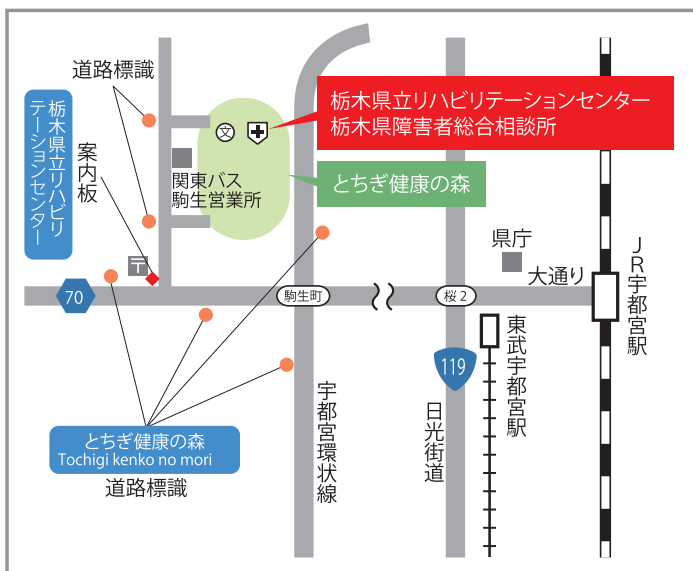 道路標識
栃木県立リハビリ
テーションセンター
案内板
文
関東バス
駒生営業所
栃木県立リハビリテーションセンター
栃木県障害者総合相談所
とちぎ健康の森
県庁
大通り
JR宇都宮駅
〒
70
駒生町
桜2
119
東武宇都宮駅
宇都宮環状線
日光街道
とちぎ健康の森
Tochigi kenko no mori
道路標識